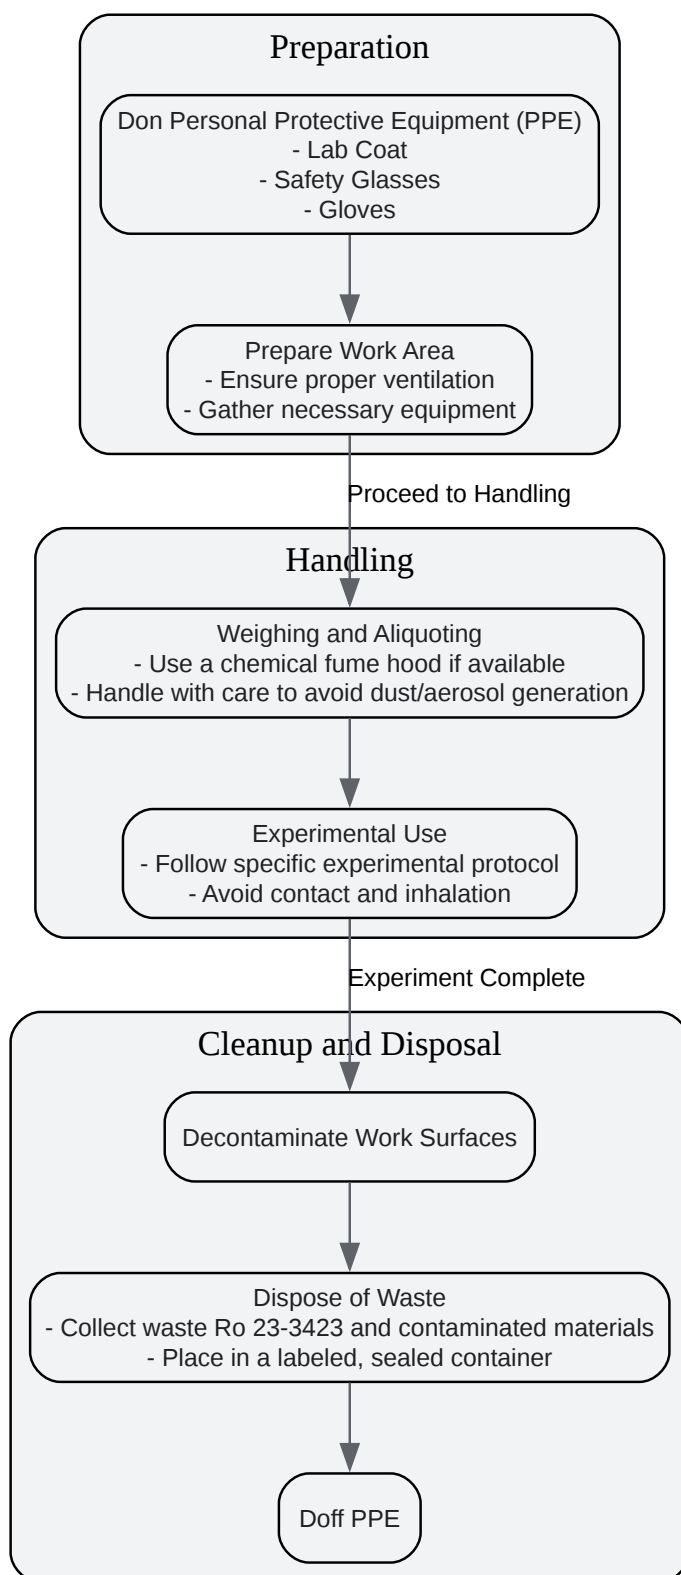 Preparation
Don Personal Protective Equipment (PPE)
- Lab Coat
- Safety Glasses
- Gloves
Prepare Work Area
- Ensure proper ventilation
- Gather necessary equipment
Proceed to Handling
Handling
Weighing and Aliquoting
- Use a chemical fume hood if available
- Handle with care to avoid dust/aerosol generation
Experimental Use
- Follow specific experimental protocol
- Avoid contact and inhalation
Experiment Complete
Cleanup and Disposal
Decontaminate Work Surfaces
Dispose of Waste
- Collect waste Ro 23-3423 and contaminated materials
- Place in a labeled, sealed container
Doff PPE